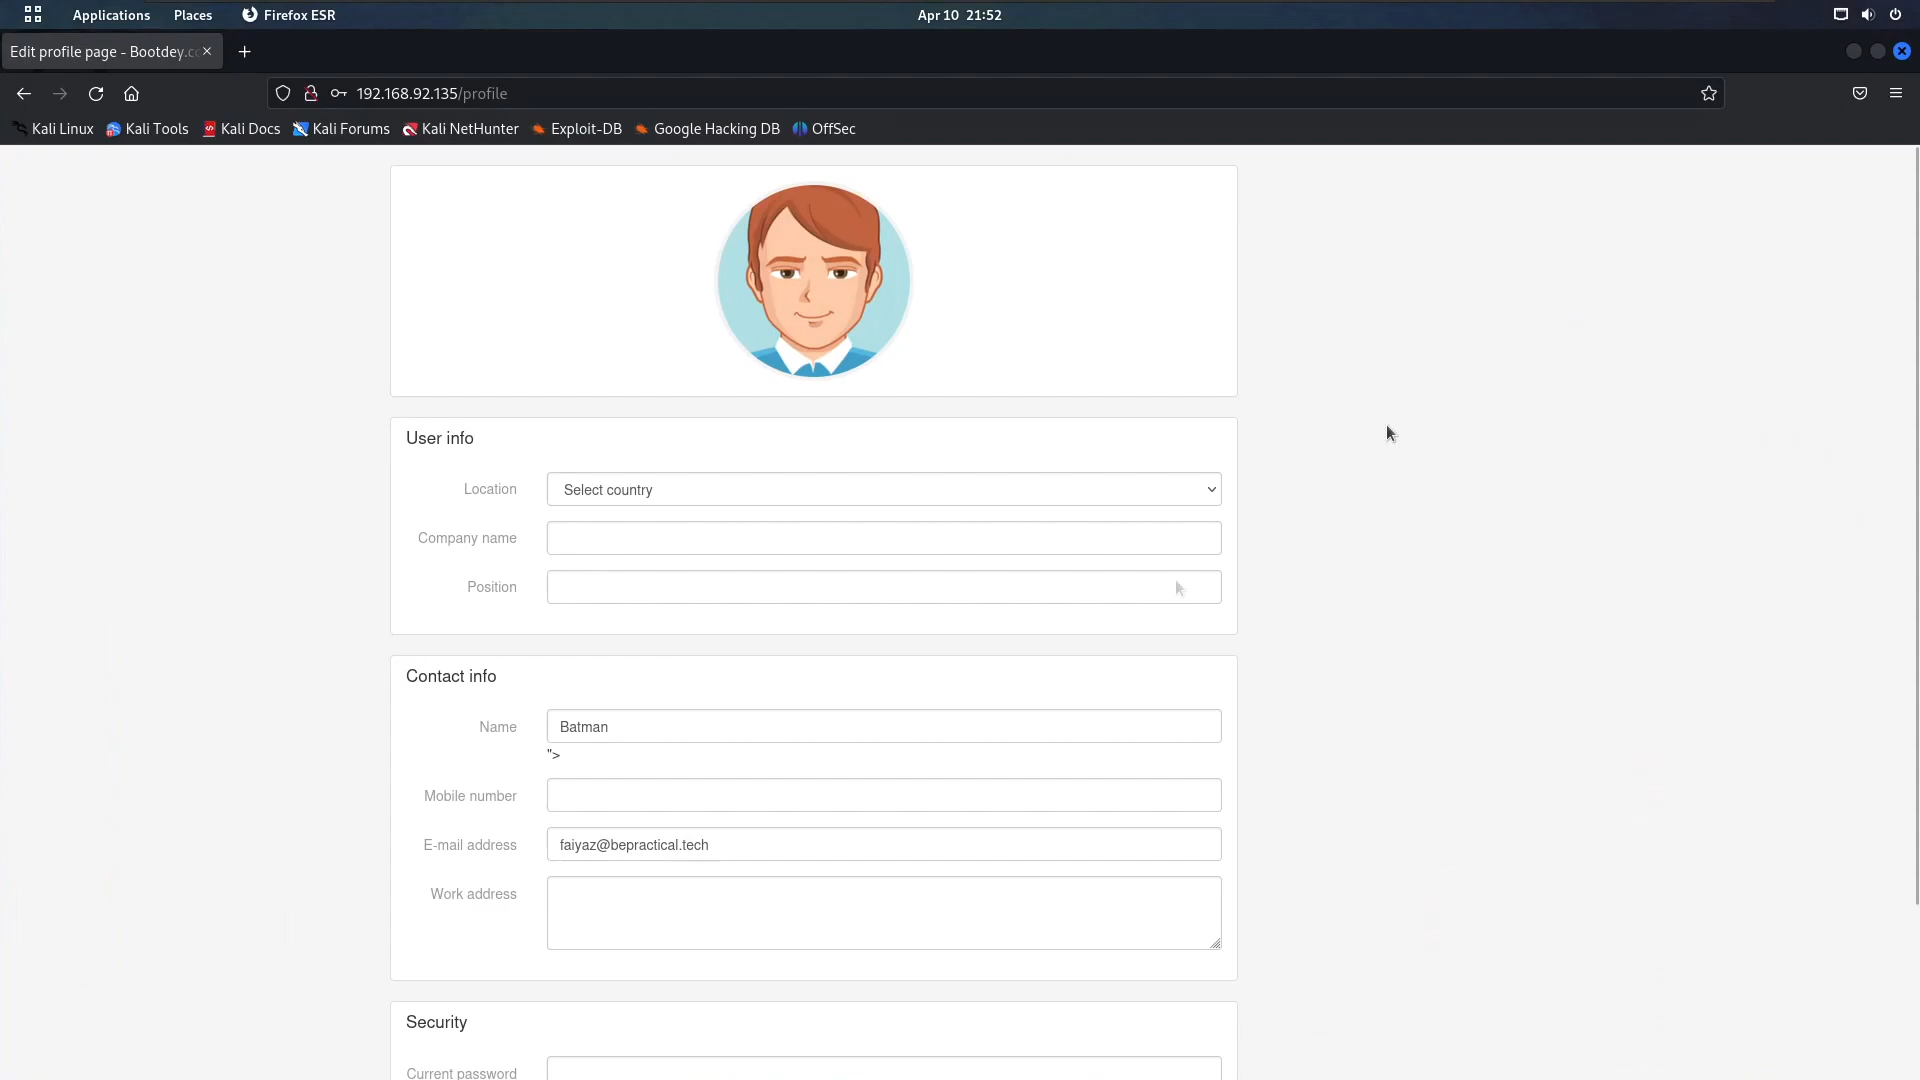 Applications Places Firefox ESR Apr 10 21:52
Edit profile page - Bootdey.c
192.168.92.135/profile
Kali Linux Kali Tools Kali Docs Kali Forums Kali NetHunter Exploit-DB Google Hacking DB OffSec
User info
Location Select country
Company name
Position
Contact info
Name Batman
">
Mobile number
E-mail address faiyaz@bepractical.tech
Work address
Security
Current password